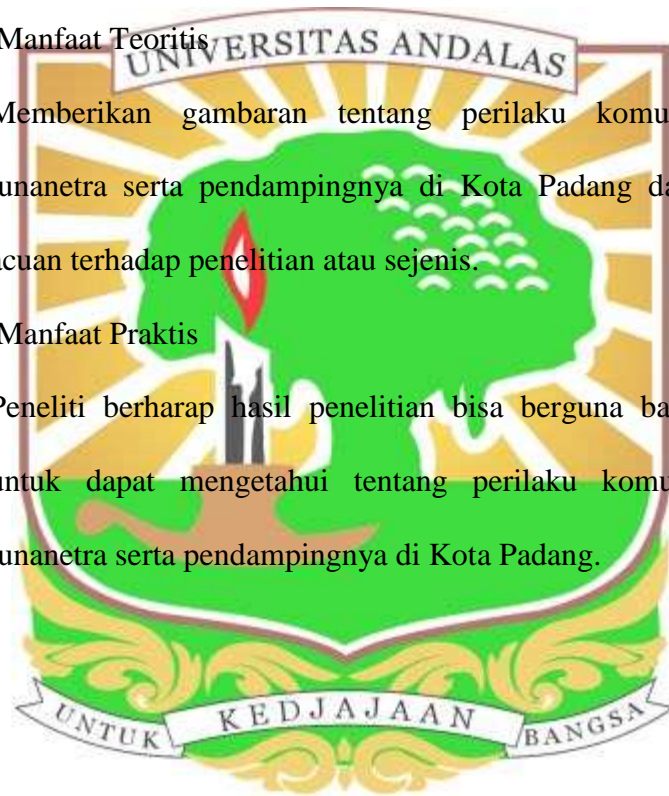 Manfaat Teoritis
UNIVERSITAS ANDALAS
Memberikan gambaran tentang perilaku komu
unanetra serta pendampingnya di Kota Padang da
acuan terhadap penelitian atau sejenis.
Manfaat Praktis
Peneliti berharap hasil penelitian bisa berguna ba
untuk dapat mengetahui tentang perilaku komu
unanetra serta pendampingnya di Kota Padang.
UNTUK KEDJAJAAN BANGSA